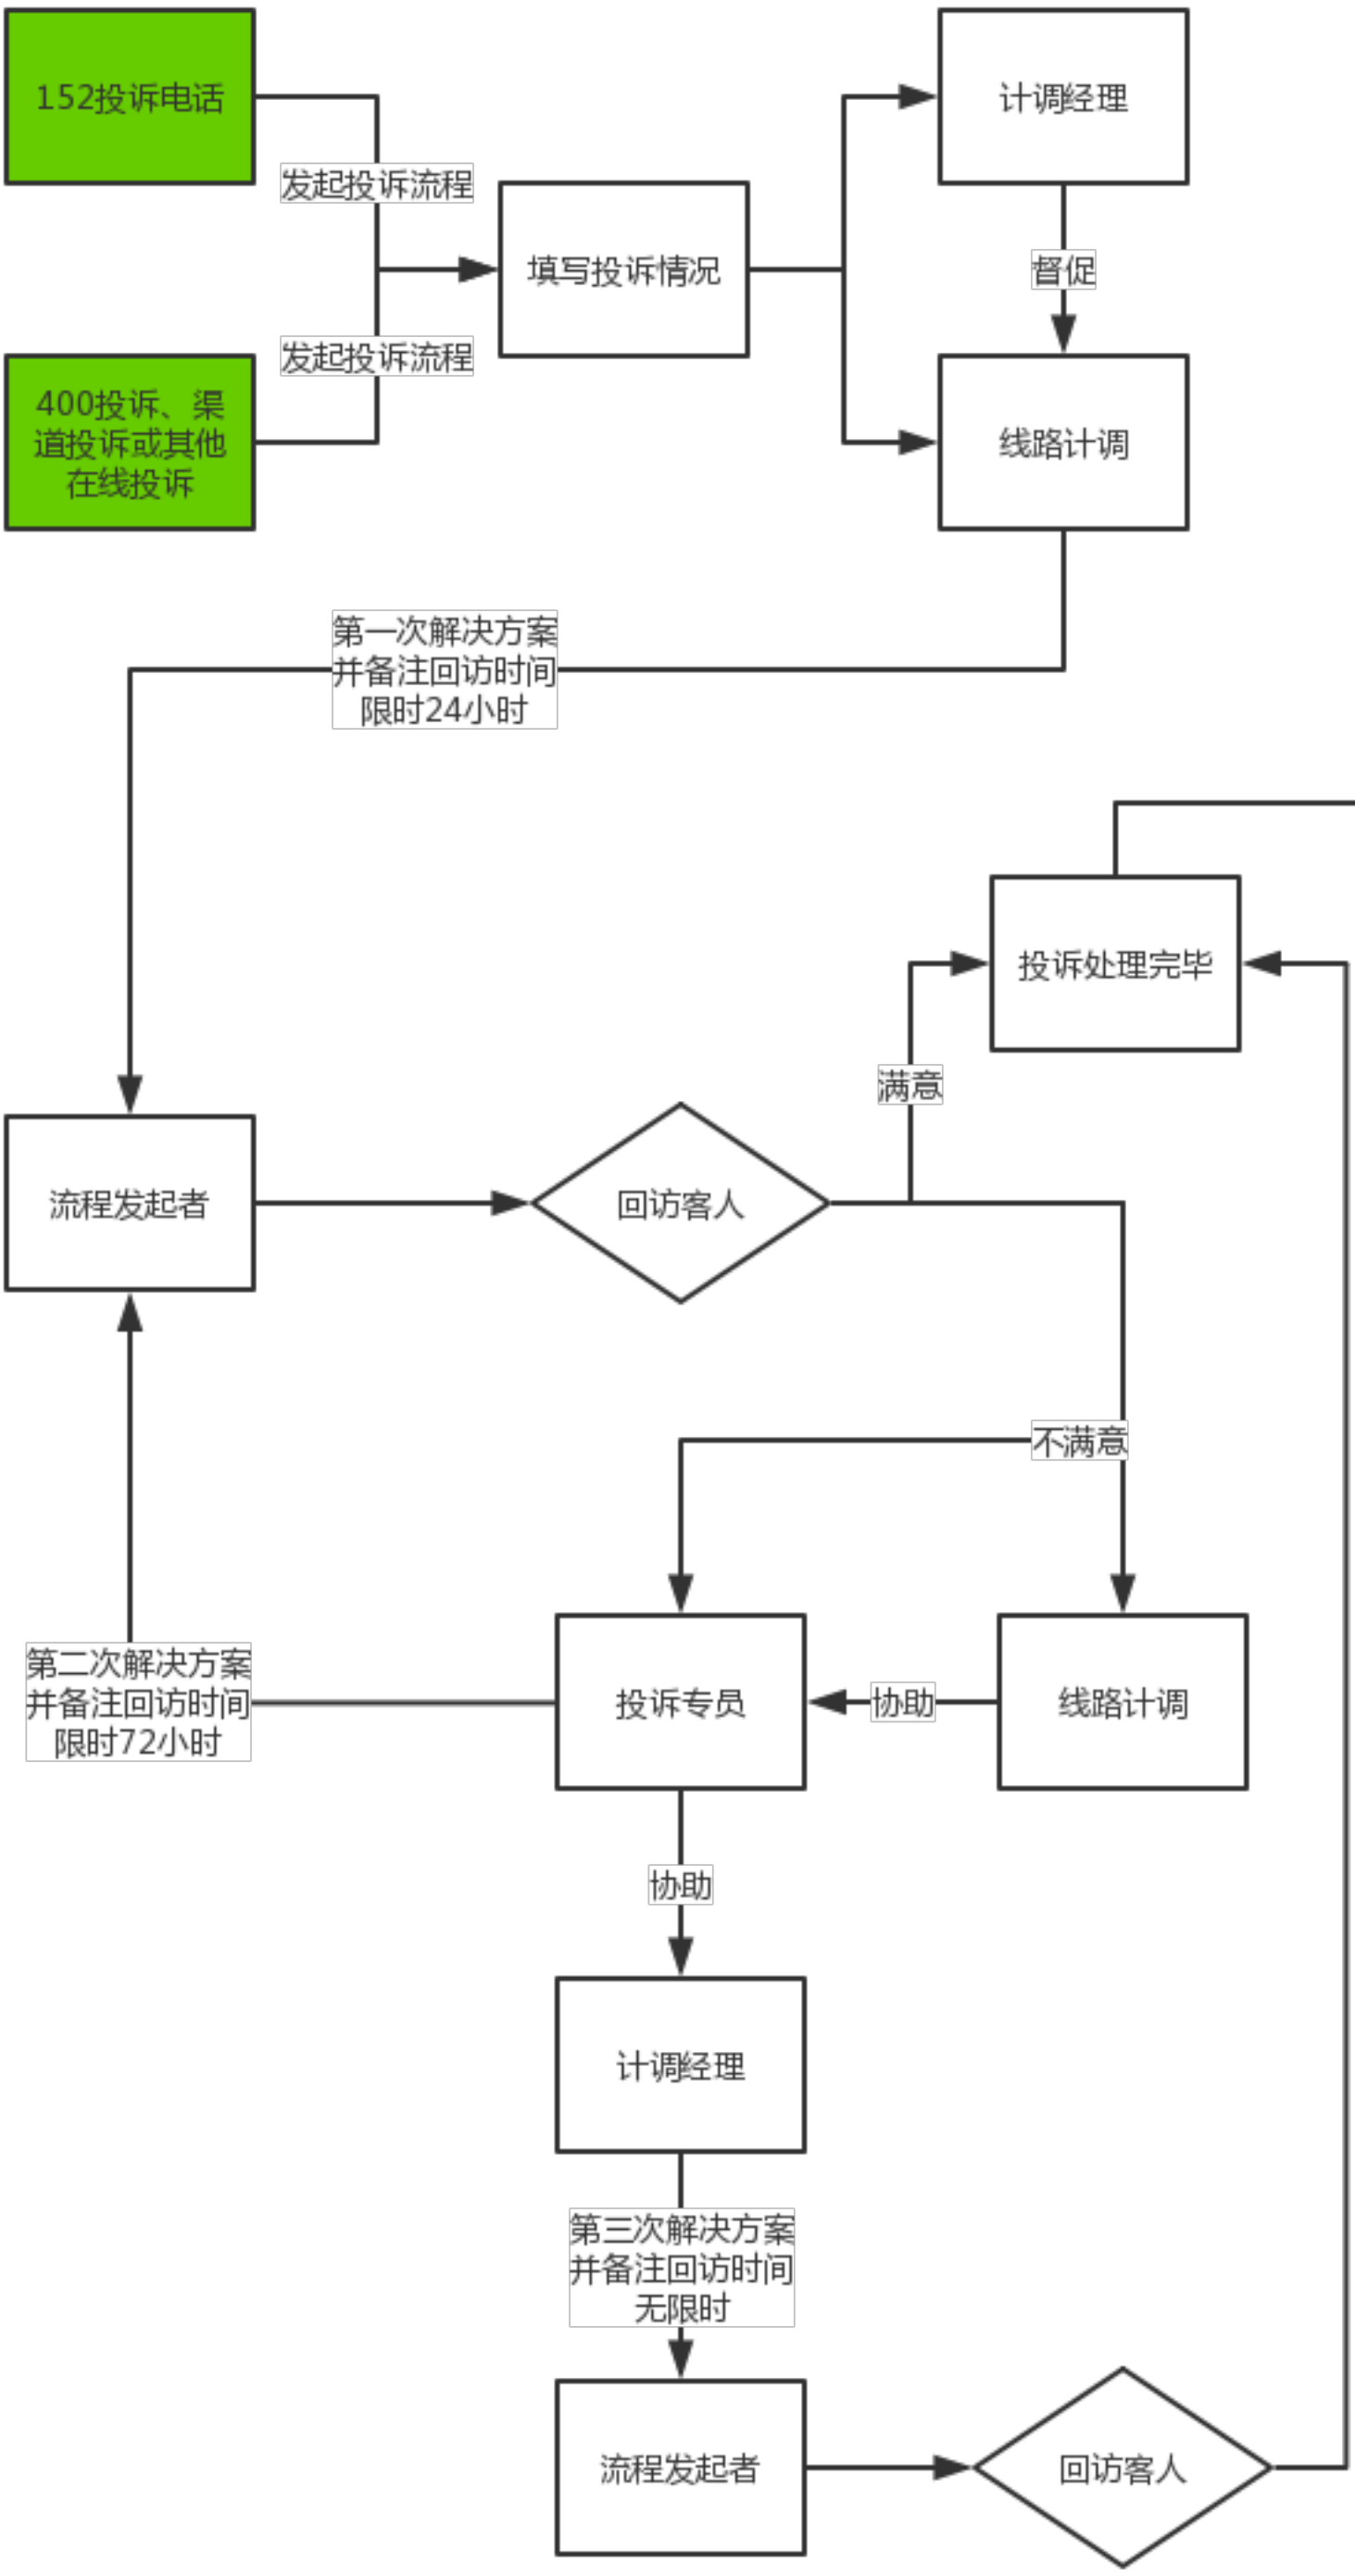 152投诉电话
计调经理
发起投诉流程
填写投诉情况
督促
发起投诉流程
400投诉、渠
道投诉或其他
在线投诉
线路计调
第一次解决方案
并备注回访时间
限时24小时
投诉处理完毕
满意
流程发起者
回访客人
不满意
第二次解决方案
并备注回访时间
限时72小时
投诉专员
协助
线路计调
协助
计调经理
第三次解决方案
并备注回访时间
无限时
流程发起者
回访客人